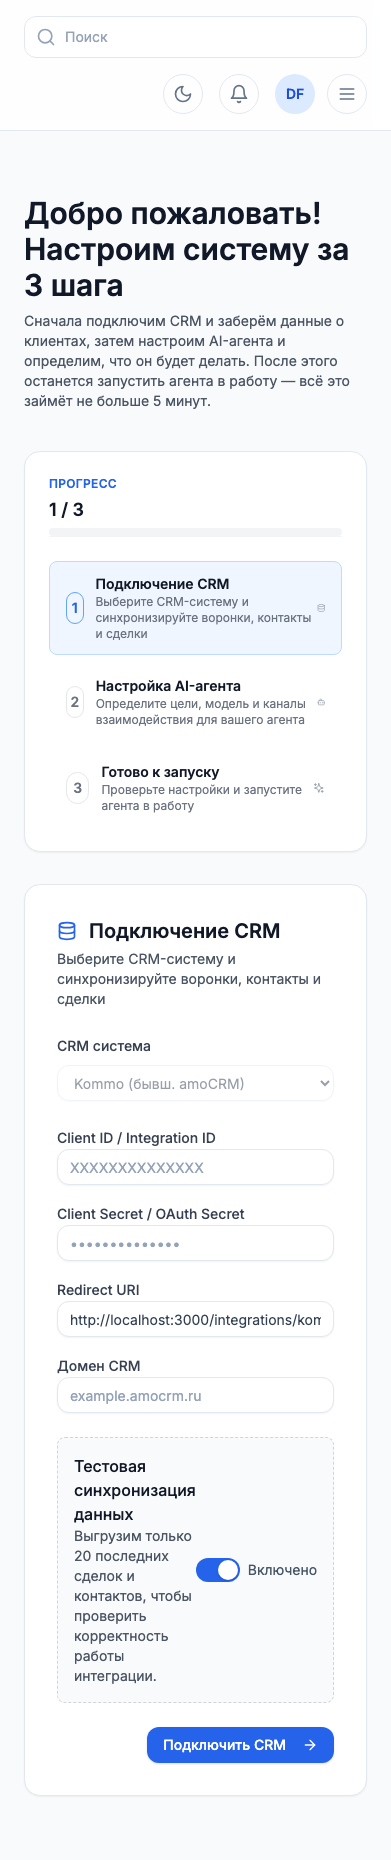 Поиск
DF
Добро пожаловать!
Настроим систему за
3 шага
Сначала подключим CRM и заберём данные о
клиентах, затем настроим AI-агента и
определим, что он будет делать. После этого
останется запустить агента в работу — всё это
займёт не больше 5 минут.
ПРОГРЕСС
1 / 3
1
Подключение CRM
Выберите CRM-систему и
синхронизируйте воронки, контакты
и сделки
2
Настройка AI-агента
Определите цели, модель и каналы
взаимодействия для вашего агента
3
Готово к запуску
Проверьте настройки и запустите
агента в работу
Подключение CRM
Выберите CRM-систему и
синхронизируйте воронки, контакты и
сделки
CRM система
Kommo (бывш. amoCRM)
Client ID / Integration ID
XXXXXXXXXXXXXX
Client Secret / OAuth Secret
••••••••••••••
Redirect URI
http://localhost:3000/integrations/kom
Домен CRM
example.amocrm.ru
Тестовая
синхронизация
данных
Выгрузим только
20 последних
сделок и
контактов, чтобы
проверить
корректность
работы
интеграции.
Включено
Подключить CRM